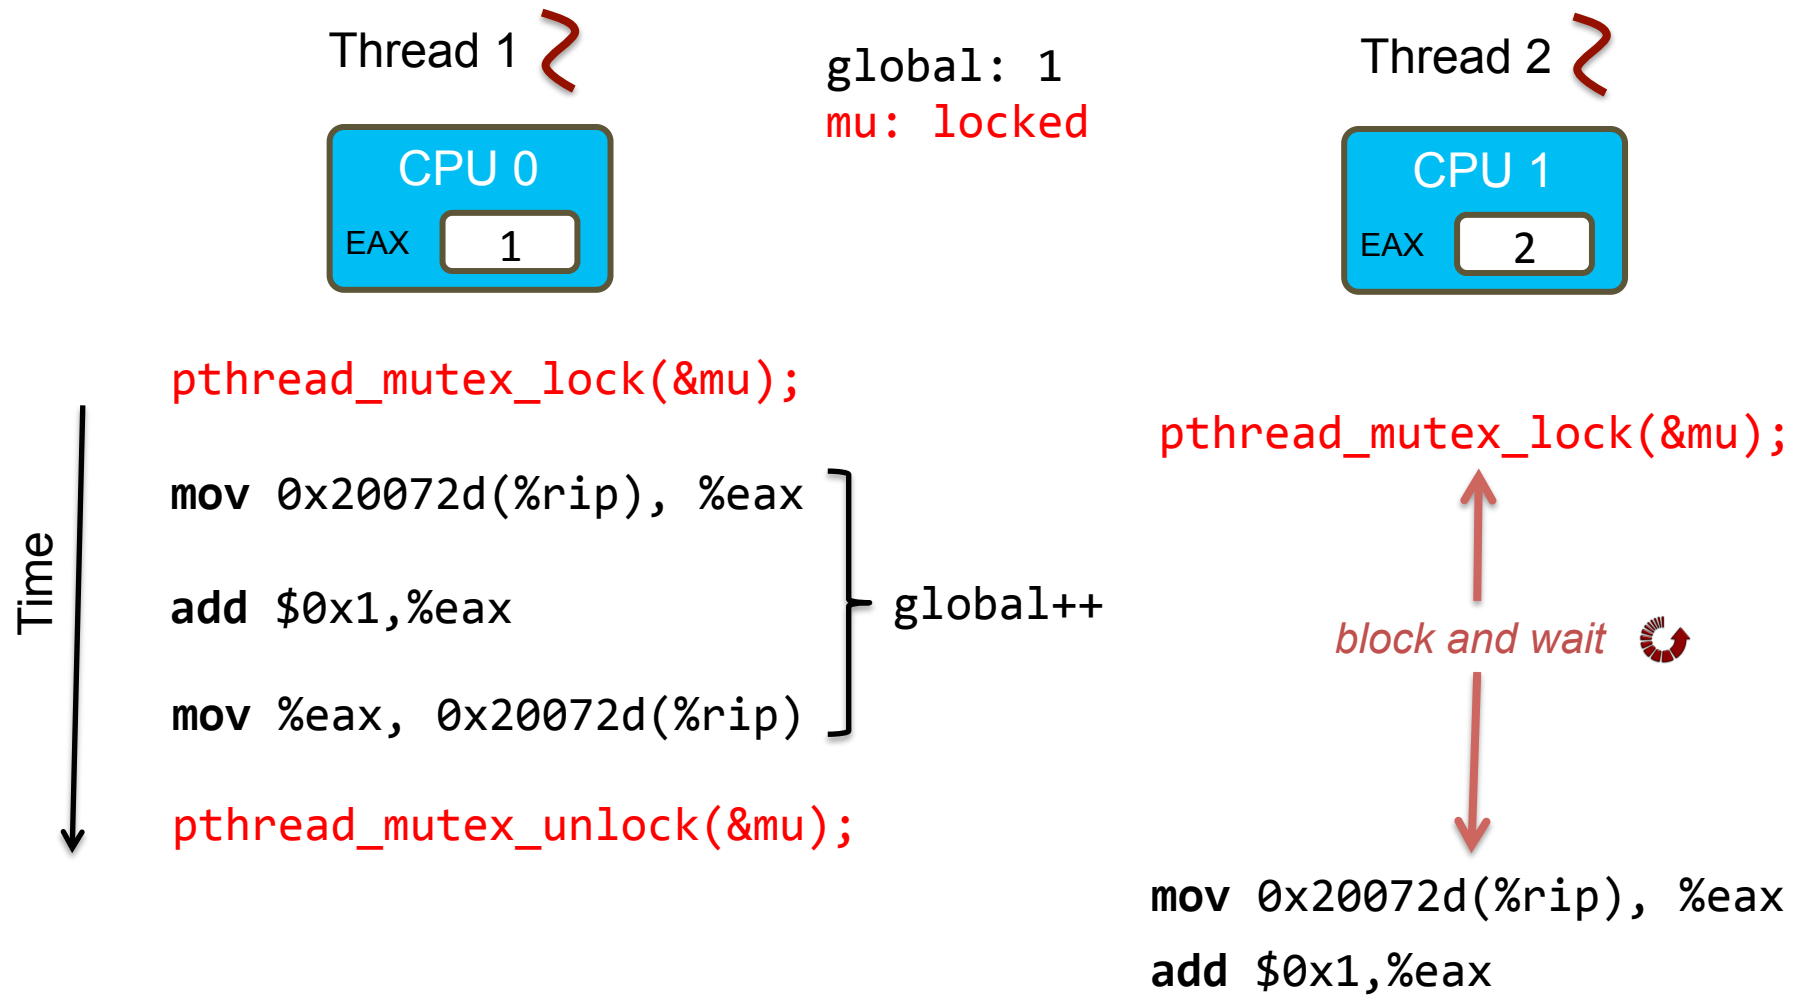 Thread 1
global: 1
mu: locked
Thread 2
CPU 0
EAX 1
CPU 1
EAX 2
Time
pthread_mutex_lock(&mu);
mov 0x20072d(%rip), %eax
add $0x1,%eax
mov %eax, 0x20072d(%rip)
pthread_mutex_unlock(&mu);
global++
pthread_mutex_lock(&mu);
block and wait
mov 0x20072d(%rip), %eax
add $0x1,%eax